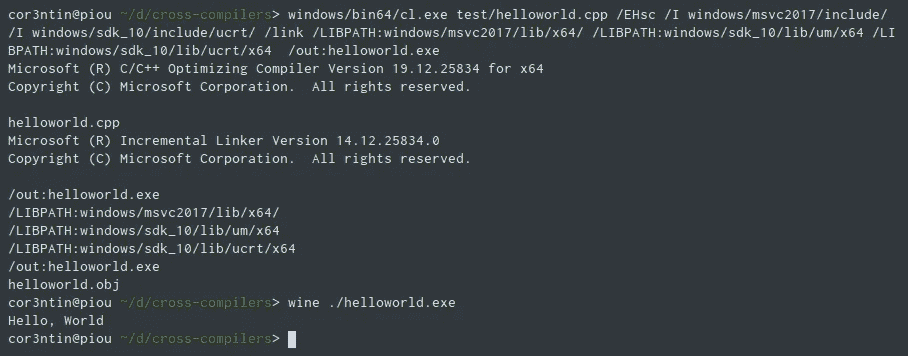 cor3ntin@piou ~/d/cross-compilers> windows/bin64/cl.exe test/helloworld.cpp /EHsc /I windows/msvc2017/include/
/I windows/sdk_10/include/ucrt/ /link /LIBPATH:windows/msvc2017/lib/x64/ /LIBPATH:windows/sdk_10/lib/um/x64 /LI
BPATH:windows/sdk_10/lib/ucrt/x64  /out:helloworld.exe
Microsoft (R) C/C++ Optimizing Compiler Version 19.12.25834 for x64
Copyright (C) Microsoft Corporation.  All rights reserved.

helloworld.cpp
Microsoft (R) Incremental Linker Version 14.12.25834.0
Copyright (C) Microsoft Corporation.  All rights reserved.

/out:helloworld.exe
/LIBPATH:windows/msvc2017/lib/x64/
/LIBPATH:windows/sdk_10/lib/um/x64
/LIBPATH:windows/sdk_10/lib/ucrt/x64
/out:helloworld.exe
helloworld.obj
cor3ntin@piou ~/d/cross-compilers> wine ./helloworld.exe
Hello, World
cor3ntin@piou ~/d/cross-compilers>